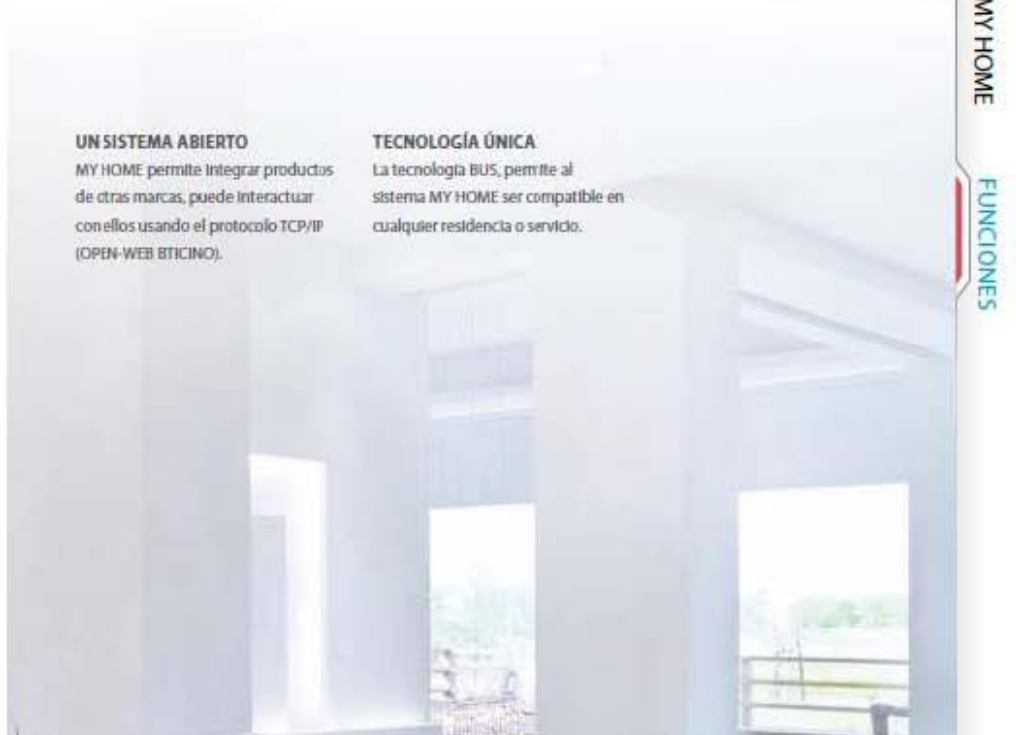 UN SISTEMA ABIERTO
MY HOME permite integrar productos
de otras marcas, puede interactuar
con ellos usando el protocolo TCP/IP
(OPEN-WEB BTICINO).
TECNOLOGÍA ÚNICA
La tecnología BUS, permite al
sistema MY HOME ser compatible en
cualquier residencia o servicio.
MY HOME
FUNCIONES